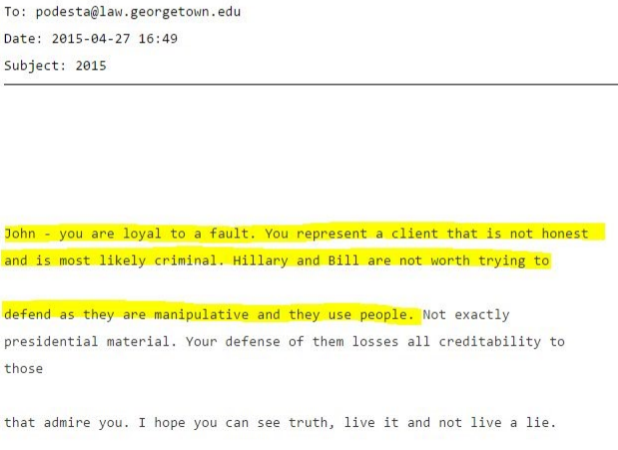 To: podesta@law.georgetown.edu
Date: 2015-04-27 16:49
Subject: 2015
John - you are loyal to a fault. You represent a client that is not honest
and is most likely criminal. Hillary and Bill are not worth trying to
defend as they are manipulative and they use people. Not exactly
presidential material. Your defense of them losses all creditability to
those
that admire you. I hope you can see truth, live it and not live a lie.